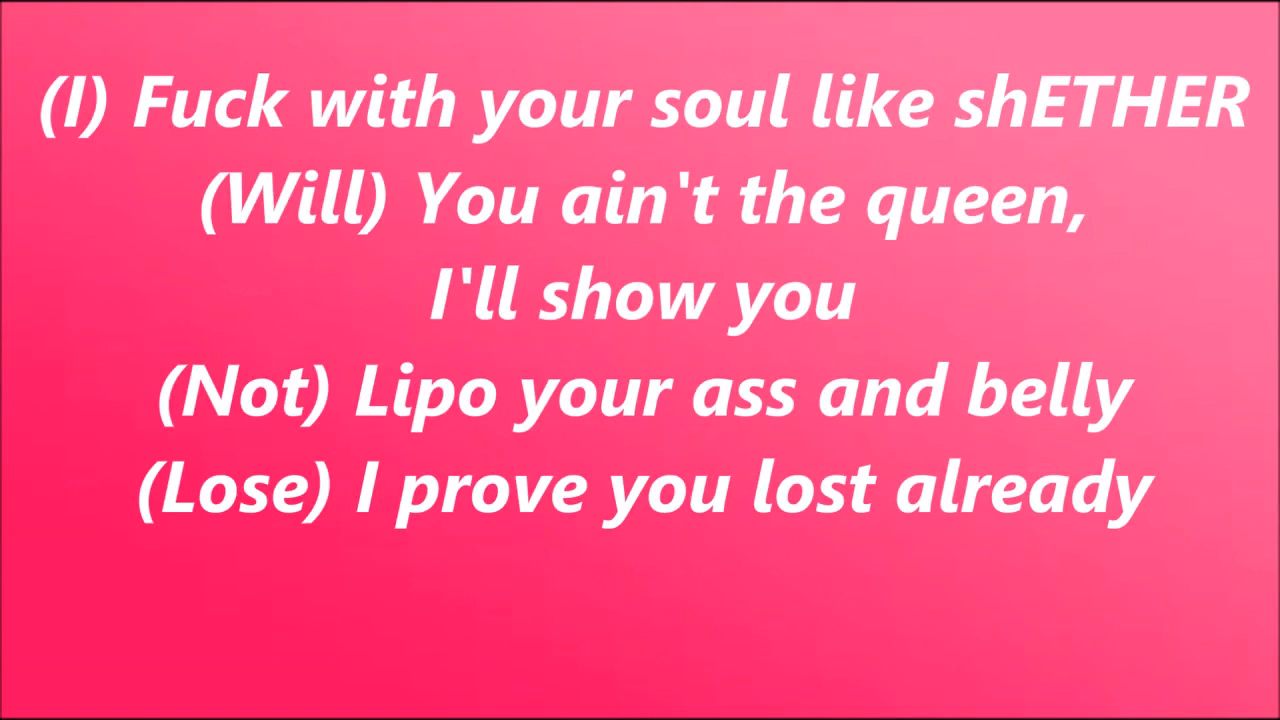 (I) Fuck with your soul like shETHER
(Will) You ain't the queen,
I'll show you
(Not) Lipo your ass and belly
(Lose) I prove you lost already